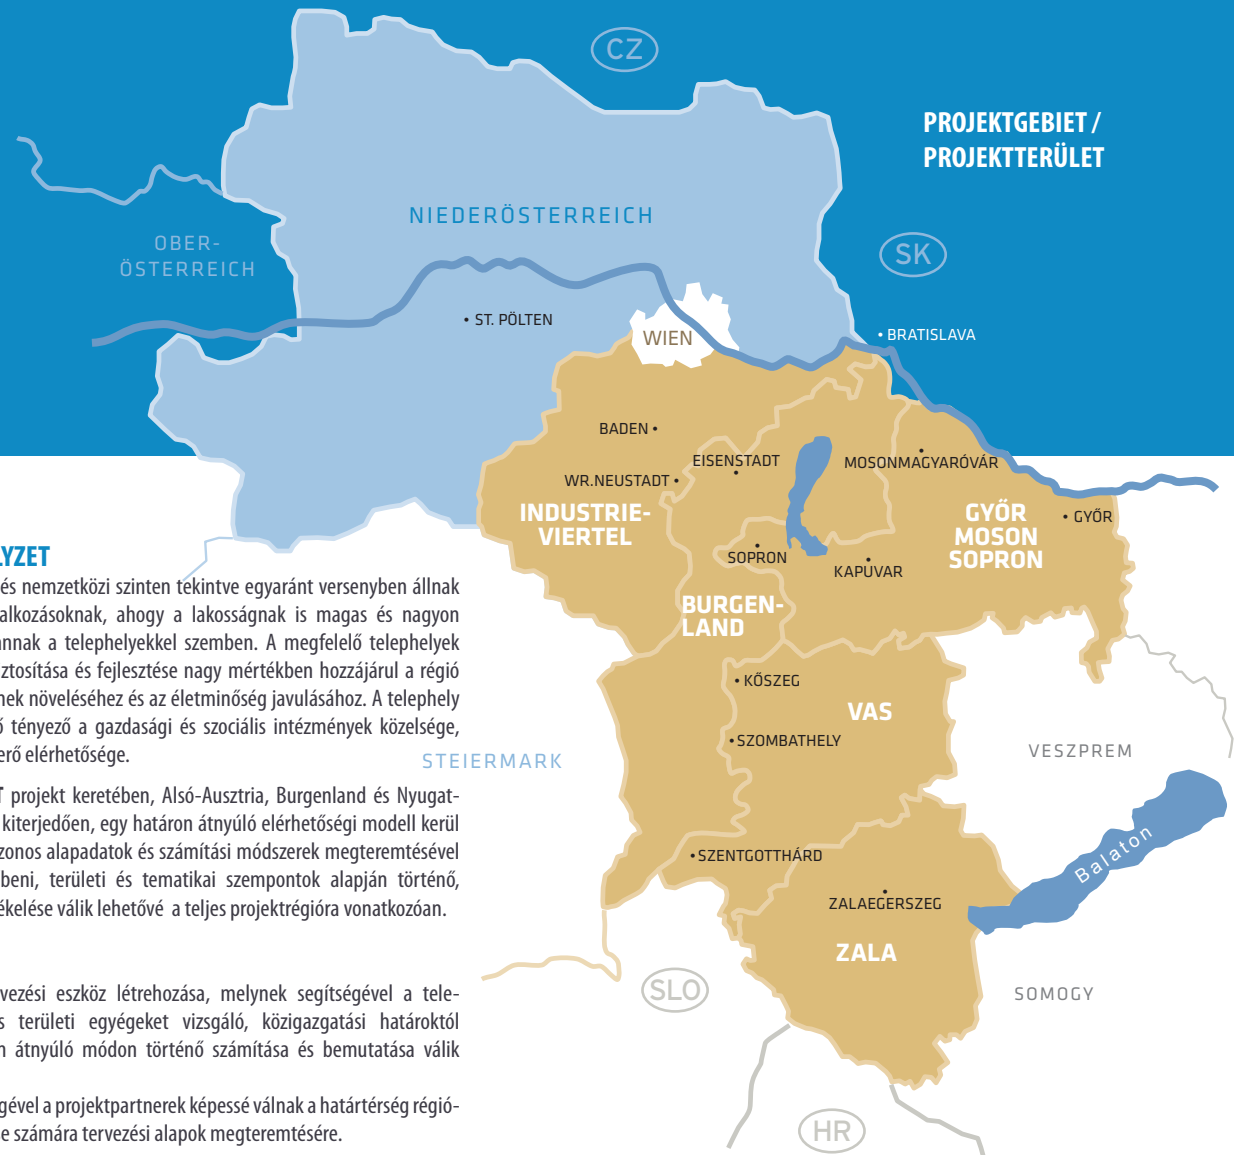 CZ
PROJEKTGEBIET /
PROJEKTTERÜLET
NIEDERÖSTERREICH
OBER-
ÖSTERREICH
SK
• ST. PÖLTEN
WIEN
• BRATISLAVA
BADEN •
EISENSTADT
MOSONMAGYARÓVÁR
WR.NEUSTADT •
INDUSTRIE-
VIERTEL
GYŐR
MOSON
SOPRON
• GYŐR
SOPRON
KAPUVAR
BURGEN-
LAND
• KŐSZEG
VAS
• SZOMBATHELY
STEIERMARK
VESZPREM
Balaton
• SZENTGOTTHÁRD
ZALAEGERSZEG
ZALA
SLO
SOMOGY
HR
LYZET
és nemzetközi szinten tekintve egyaránt versenyben állnak
alkozásoknak, ahogy a lakosságnak is magas és nagyon
annak a telephelyekkel szemben. A megfelelő telephelyek
ztosítása és fejlesztése nagy mértékben hozzájárul a régió
nek növeléséhez és az életminőség javulásához. A telephely
ő tényező a gazdasági és szociális intézmények közelsége,
erő elérhetősége.
T projekt keretében, Alsó-Ausztria, Burgenland és Nyugat-
kiterjedően, egy határon átnyúló elérhetőségi modell kerül
zonos alapadatok és számítási módszerek megteremtésével
beni, területi és tematikai szempontok alapján történő,
ékelése válik lehetővé a teljes projektrégióra vonatkozóan.
vezési eszköz létrehozása, melynek segítségével a tele-
s területi egyégeket vizsgáló, közigazgatási határoktól
n átnyúló módon történő számítása és bemutatása válik
gével a projektpartnerek képessé válnak a határtérség régió-
se számára tervezési alapok megteremtésére.